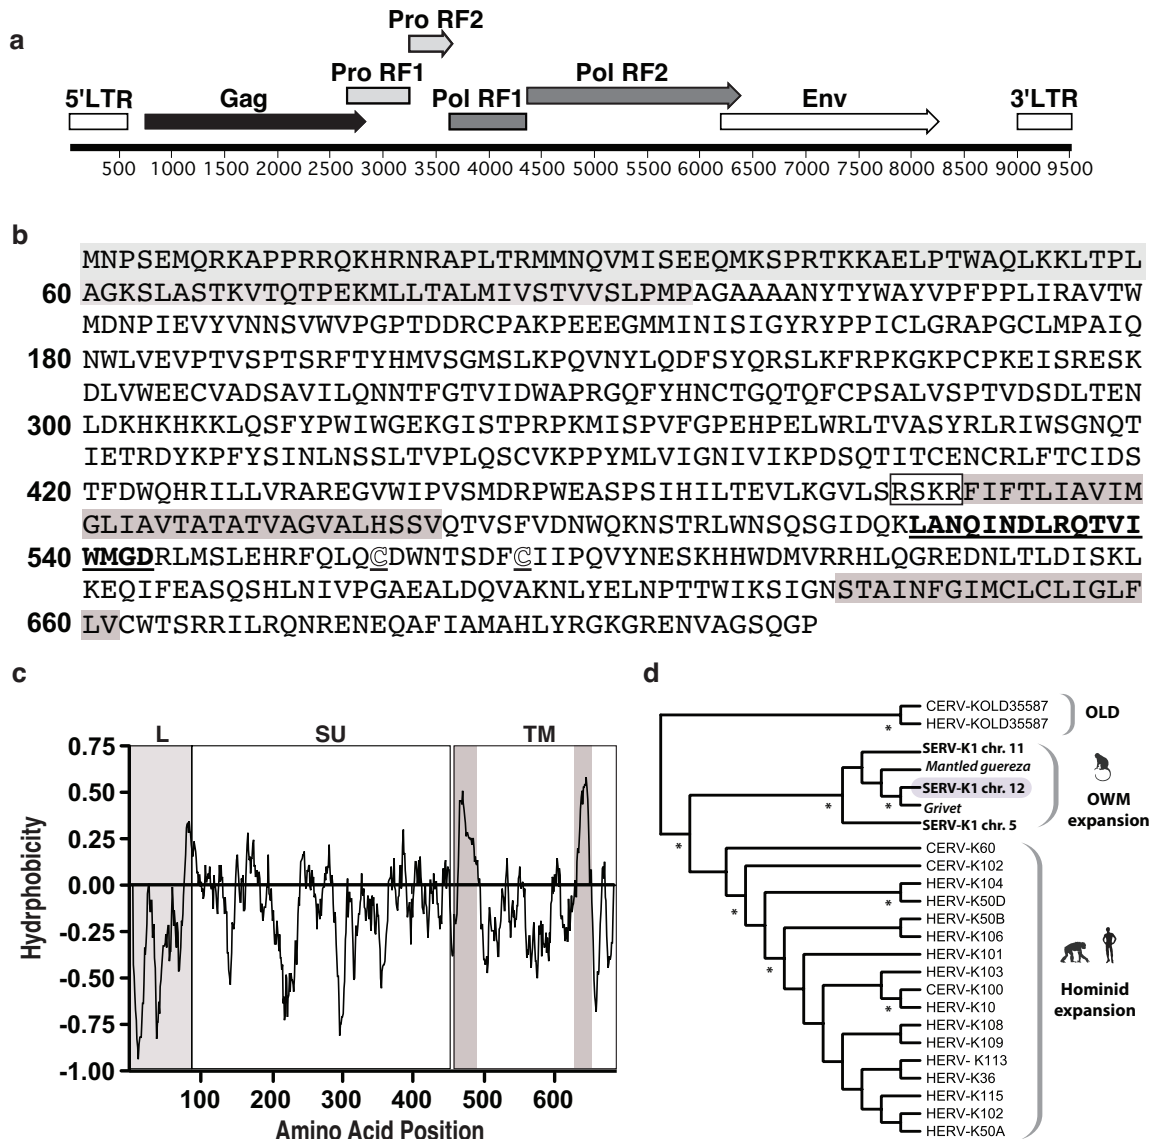 a
Pro RF2
Pro RF1
Pol RF2
5'LTR
Gag
Pol RF1
Env
3'LTR
500 1000 1500 2000 2500 3000 3500 4000 4500 5000 5500 6000 6500 7000 7500 8000 8500 9000 9500
b
MNPSEMQRKAPPRRQKHRNRAPLTRMMNQVMISEEQMKSPRTKKAELPTWAQLKKLTPL
60 AGKSLASTKVTQTPEKMLLTALMIVSTVVSLPMPAGAAAANYTYWAYVPFPPLIRAVTW
MDNPIEVYVNNSVWVPGPTDDRCPAKPEEEGMMINISIGYRYPPICLGRAPGCLMPAIQ
180 NWLVEVPTVSPTSRFTYHMVSGMSLKPQVNYLQDFSYQRSLKFRPKGKPCPKEISRESK
DLVWEECVADSAVILQNNTFGTVIDWAPRGQFYHNCTGQTQFCPSALVSPTVDSDLTEN
300 LDKHKHKKLQSFYPWIWGEKGISTPRPKMISPVFGPEHPELWRLTVASYRLRIWSGNQT
IETRDYKPFYSINLNSSLTVPLQSCVKPPYMLVIGNIVIKPDSQTITCENCRLFTCIDS
420 TFDWQHRILLVRAREGVWIPVSMDRPWEASPSIHILTEVLKGVLSRSKRFIFTLIAVIM
GLIAVTATATVAGVALHSSVQTVSFVDNWQKNSTRLWNSQSGIDQKLANQINDLRQTVI
540 WMGDRLMSLEHRFQLQCDWNTSDFCIIPQVYNESKHHWDMVRRHLQGREDNLTLDISKL
KEQIFEASQSHLNIVPGAEALDQVAKNLYELNPTTWIKSIGNSTAINFGIMCLCLIGLF
660 LVCWTSRRILRQNRENEQAFIAMAHLYRGKGRENVAGSQGP
c
L
SU
TM
Hydrphobicity
0.75
0.50
0.25
0.00
-0.25
-0.50
-0.75
-1.00
100 200 300 400 500 600
Amino Acid Position
d
CERV-KOLD35587
HERV-KOLD35587
OLD
*
SERV-K1 chr. 11
Mantled guereza
SERV-K1 chr. 12
Grivet
SERV-K1 chr. 5
*
*
OWM
expansion
*
CERV-K60
CERV-K102
HERV-K104
HERV-K50D
*
*
HERV-K50B
HERV-K106
HERV-K101
*
HERV-K103
CERV-K100
HERV-K10
*
HERV-K108
HERV-K109
HERV- K113
HERV-K36
HERV-K115
HERV-K102
HERV-K50A
Hominid
expansion